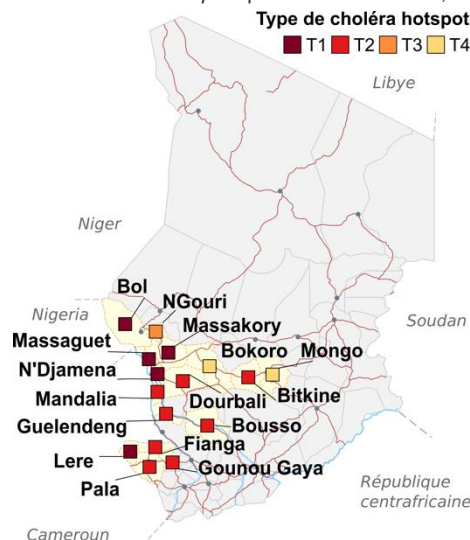 Type de choléra hotspot
T1 T2 T3 T4
Libye
Niger
Bol
NGouri
Nigeria
Massakory
Soudan
Massaguet
Bokoro
Mongo
N'Djamena
Mandalia
Dourbali
Bitkine
Guelendeng
Bousso
Fianga
Lere
Gounou Gaya
Pala
République
centrafricaine
Cameroun